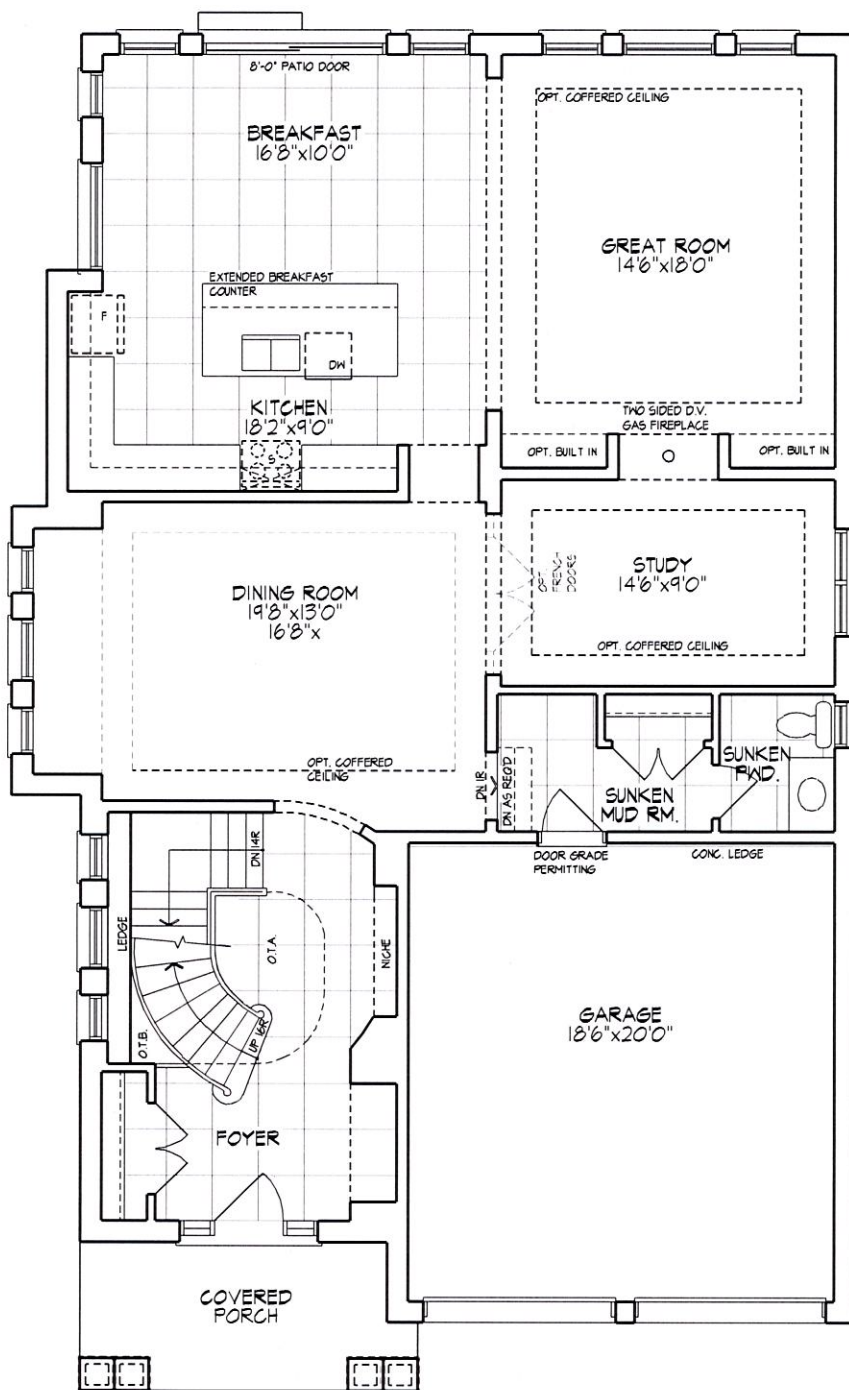 8'-0" PATIO DOOR
OPT. COFFERED CEILING
BREAKFAST
16'8"x10'0"
GREAT ROOM
14'6"x18'0"
EXTENDED BREAKFAST
COUNTER
F
DW
KITCHEN
18'2"x9'0"
S
TWO SIDED D.V.
GAS FIREPLACE
OPT. BUILT IN
OPT. BUILT IN
DINING ROOM
19'8"x13'0"
16'8"x
OPT.
FRENCH
DOORS
STUDY
14'6"x9'0"
OPT. COFFERED CEILING
OPT. COFFERED
CEILING
DN 1R
DN AS REQ'D
SUNKEN
MUD RM.
SUNKEN
PWD.
DOOR GRADE
PERMITTING
CONC. LEDGE
DN 14R
LEDGE
O.T.A.
NICHE
O.T.B.
UP 16R
GARAGE
18'6"x20'0"
FOYER
COVERED
PORCH